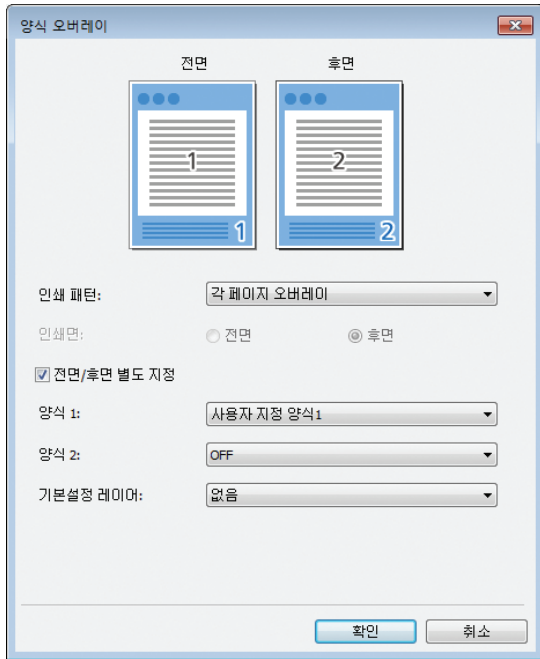 양식 오버레이
전면 후면
1 2
1 2
인쇄 패턴: 각 페이지 오버레이
인쇄면: 전면 후면
전면/후면 별도 지정
양식 1: 사용자 지정 양식1
양식 2: OFF
기본설정 레이어: 없음
확인 취소